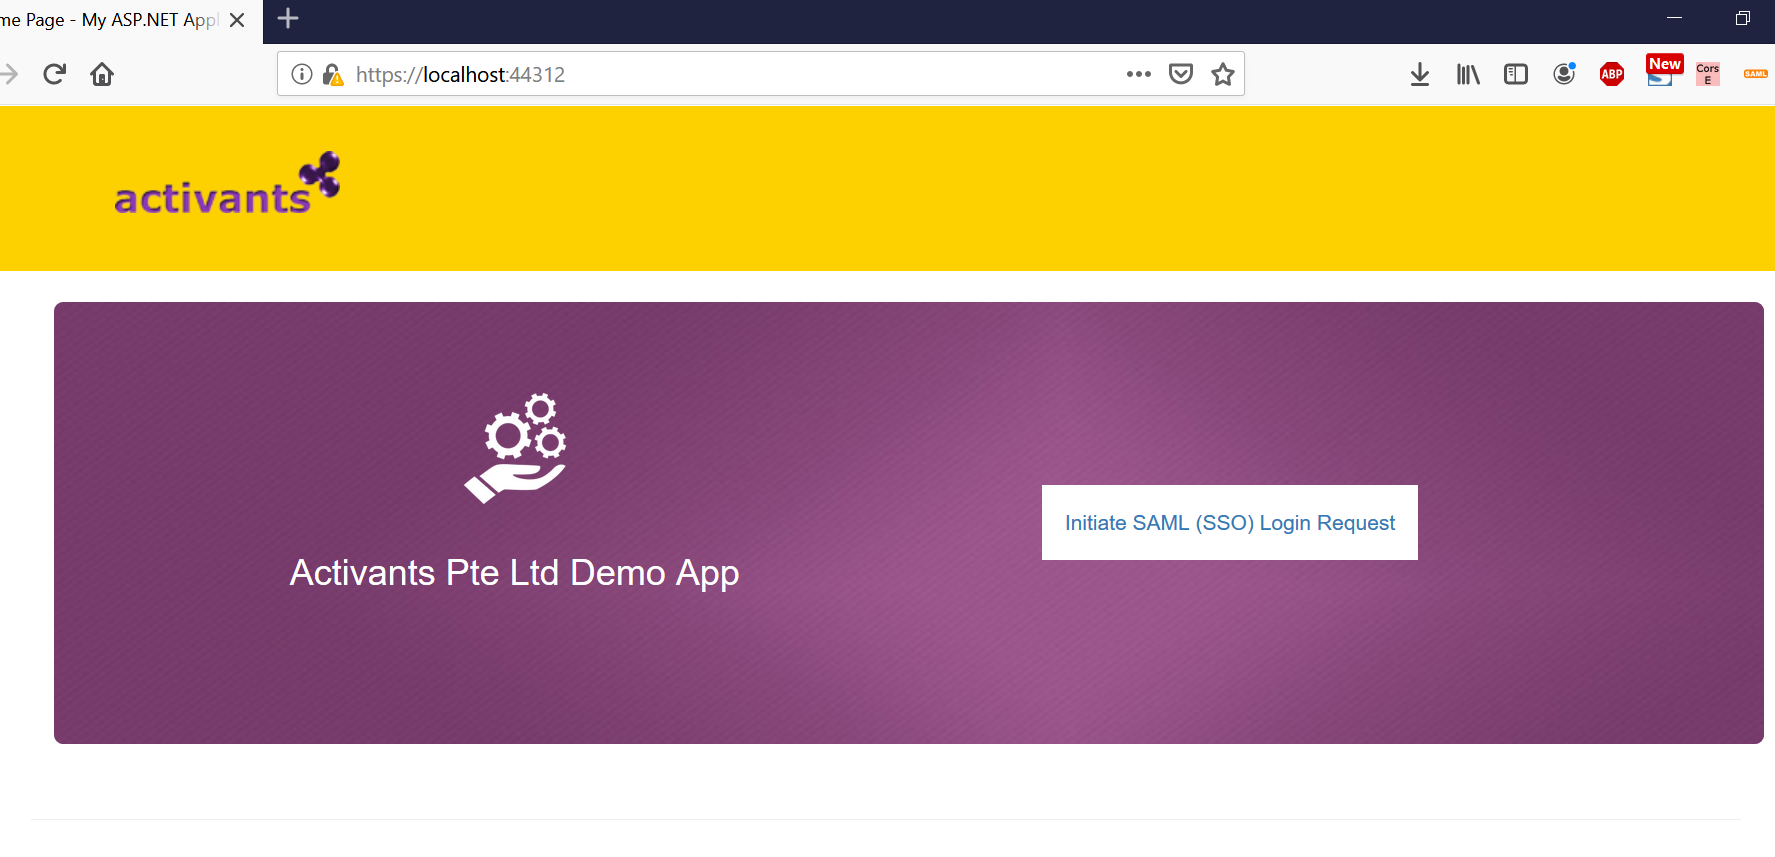 me Page - My ASP.NET Appl
https://localhost:44312
ABP
New
Cors
E
SAML
activants
Activants Pte Ltd Demo App
Initiate SAML (SSO) Login Request